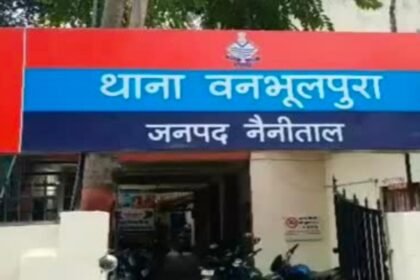 थाना वनभूलपुरा
जनपद नैनीताल